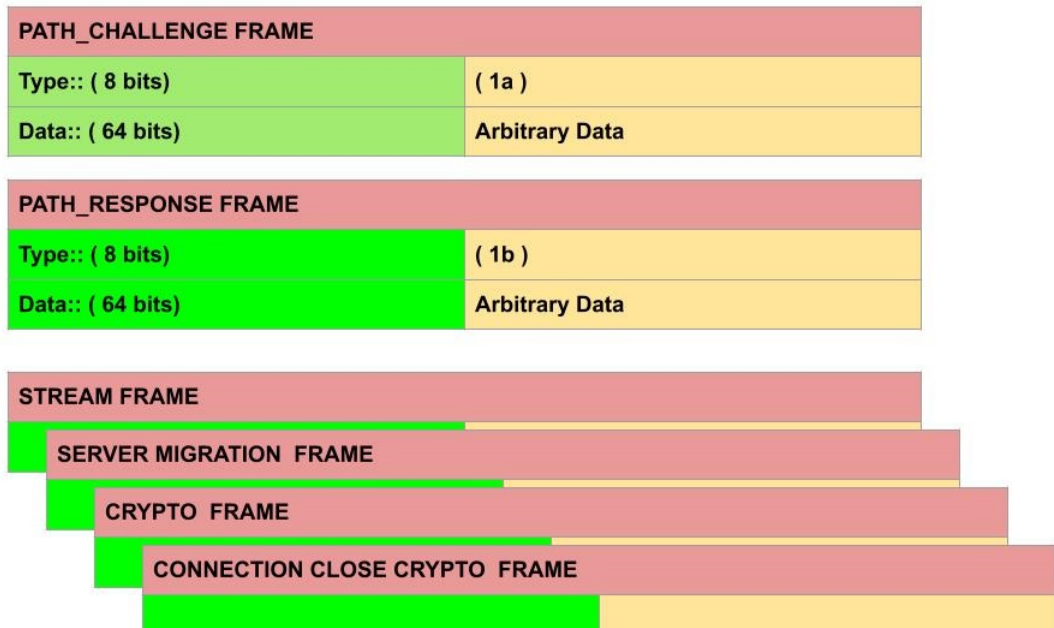 PATH_CHALLENGE FRAME
Type:: ( 8 bits) ( 1a )
Data:: ( 64 bits) Arbitrary Data
PATH_RESPONSE FRAME
Type:: ( 8 bits) ( 1b )
Data:: ( 64 bits) Arbitrary Data
STREAM FRAME
SERVER MIGRATION  FRAME
CRYPTO  FRAME
CONNECTION CLOSE CRYPTO  FRAME